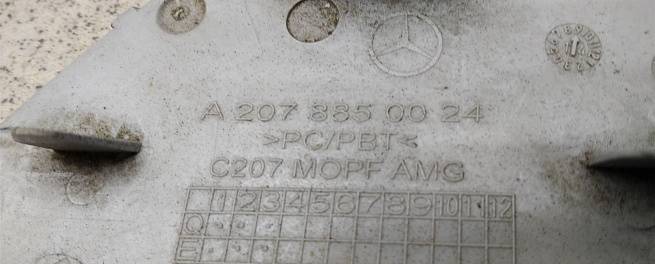 A 207 885 00 24
>PC/PBT<
C207 MOPF AMG
1 2 3 4 5 6 7 8 9 10 11 12